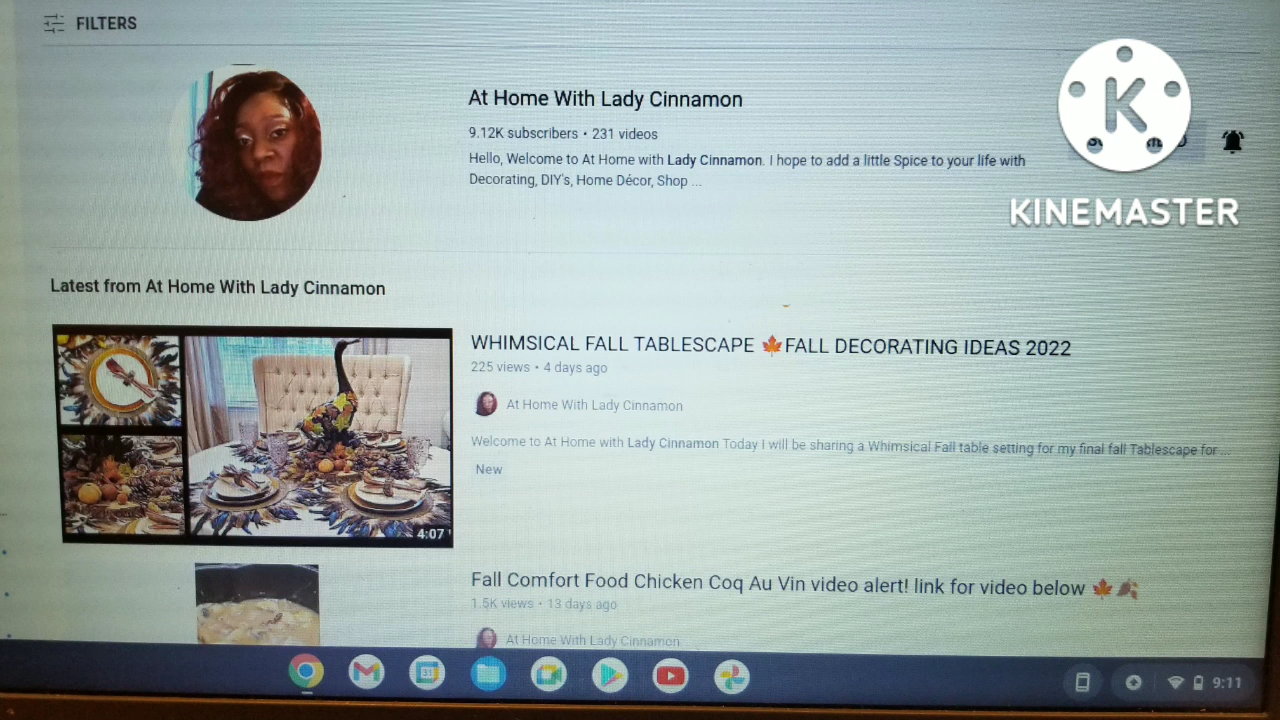 FILTERS
At Home With Lady Cinnamon
9.12K subscribers • 231 videos
Hello, Welcome to At Home with Lady Cinnamon. I hope to add a little Spice to your life with
Decorating, DIY's, Home Décor, Shop ...
K
KINEMASTER
Latest from At Home With Lady Cinnamon
WHIMSICAL FALL TABLESCAPE 🍁FALL DECORATING IDEAS 2022
225 views • 4 days ago
At Home With Lady Cinnamon
Welcome to At Home with Lady Cinnamon Today I will be sharing a Whimsical Fall table setting for my final fall Tablescape for ...
New
4:07
Fall Comfort Food Chicken Coq Au Vin video alert! link for video below 🍁🍂
1.5K views • 13 days ago
At Home With Lady Cinnamon
31
9:11